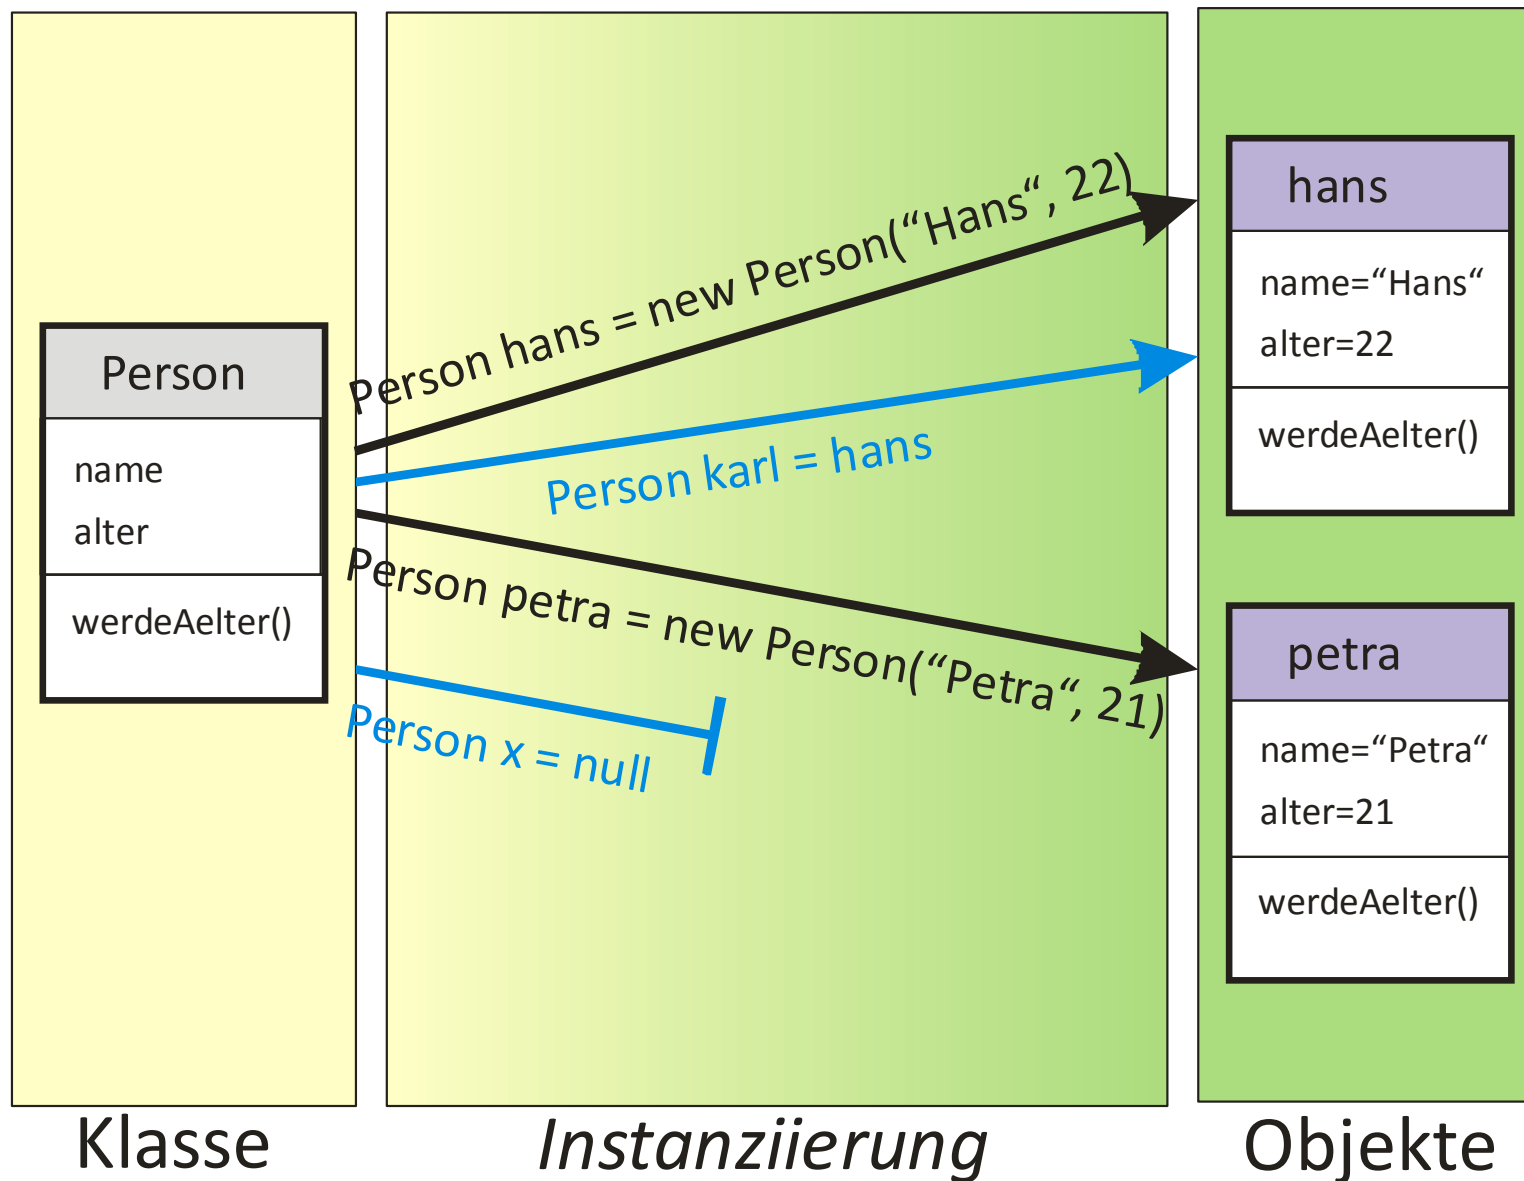 Person
name
alter
werdeAelter()
Person hans = new Person(“Hans“, 22)
Person karl = hans
Person petra = new Person(“Petra“, 21)
Person x = null
hans
name=“Hans“
alter=22
werdeAelter()
petra
name=“Petra“
alter=21
werdeAelter()
Klasse
Instanziierung
Objekte